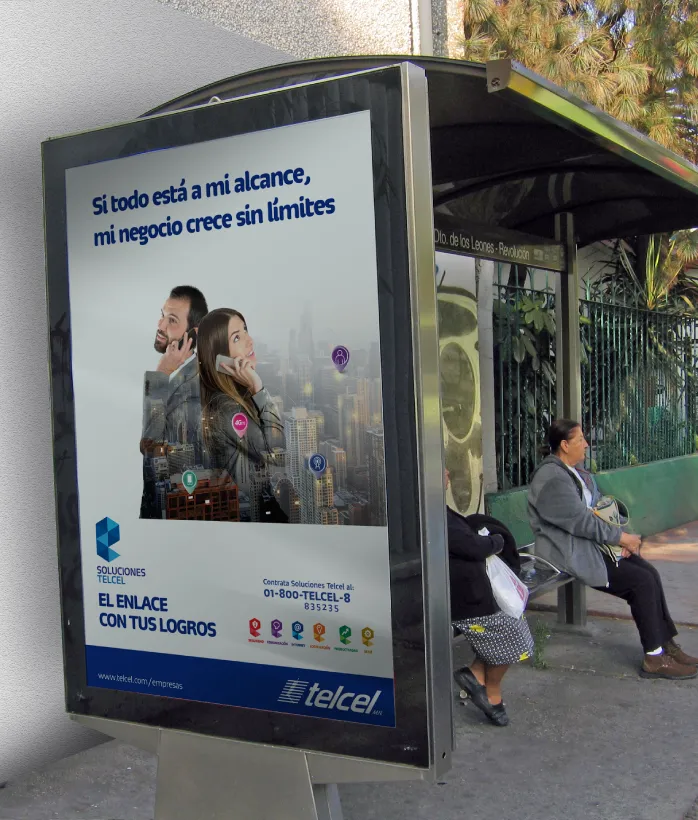 Si todo está a mi alcance,
mi negocio crece sin límites
Dto. de los Leones - Revolución
4Gm
SOLUCIONES
TELCEL
EL ENLACE
CON TUS LOGROS
Contrata Soluciones Telcel al:
01-800-TELCEL-8
835235
www.telcel.com/empresas
telcel